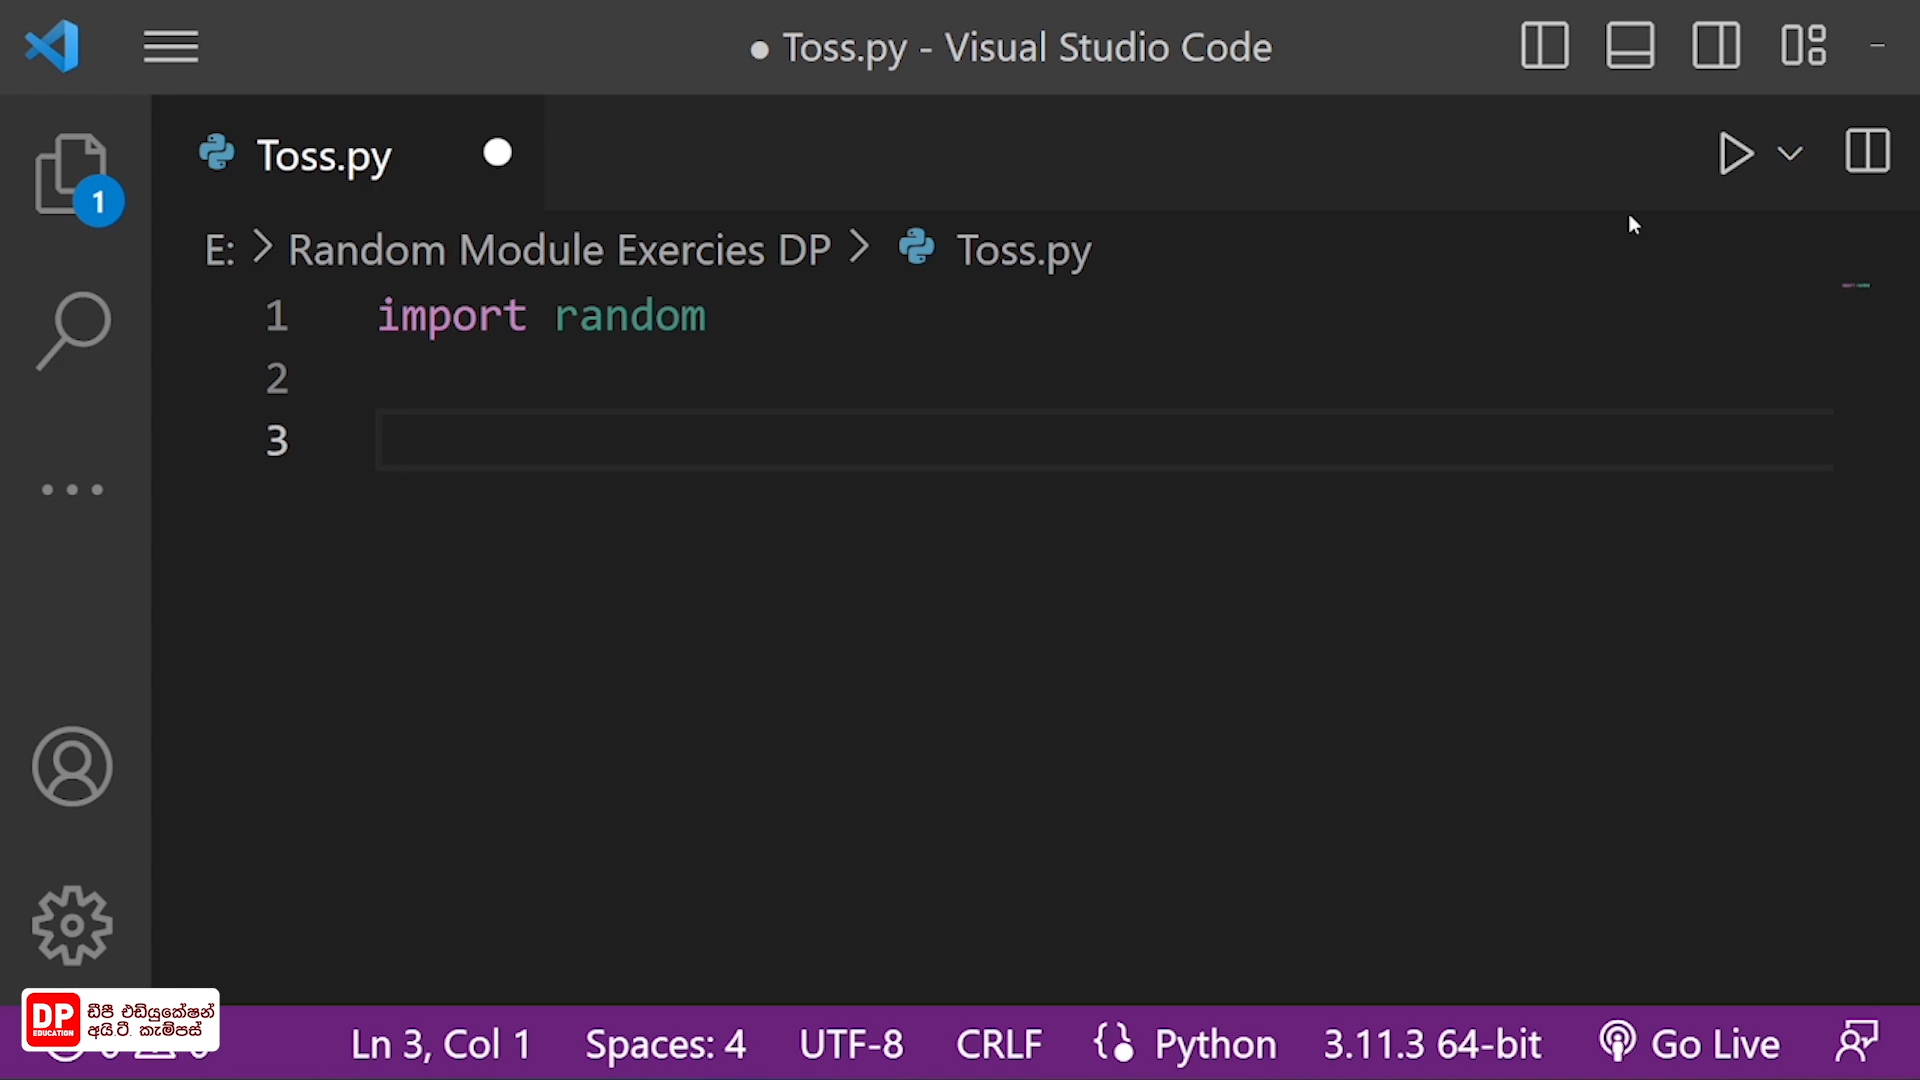 Toss.py - Visual Studio Code
Toss.py
1
E: > Random Module Exercies DP > Toss.py
1 import random
2
3
DP
EDUCATION
ඩීපී එඩියුකේෂන්
අයි.ටී. කැම්පස්
Ln 3, Col 1 Spaces: 4 UTF-8 CRLF Python 3.11.3 64-bit Go Live